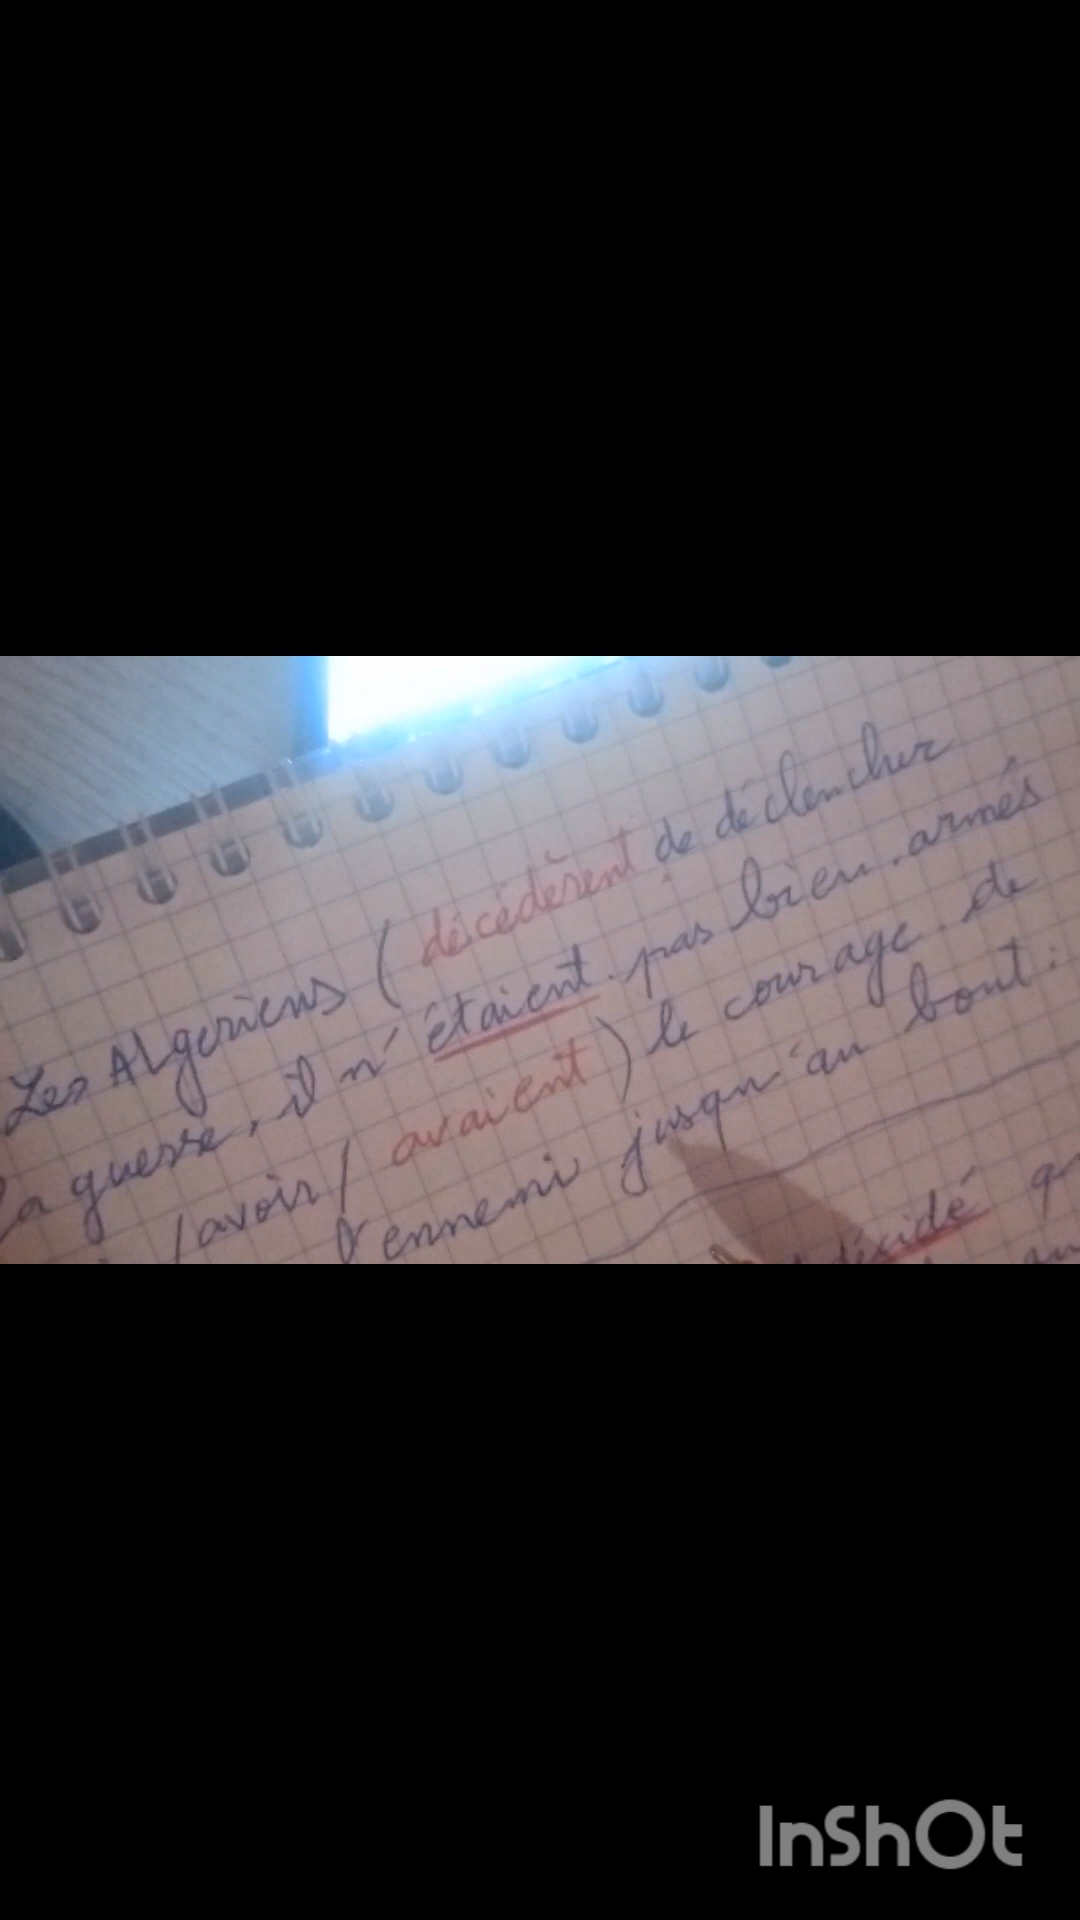 Les Algeriens ( décédèrent de déclencher
la guerre, il n'étaient pas bien armés
/avoir/ avaient) le courage de
l'ennemi jusqu'au bout :
décidé
InShOt